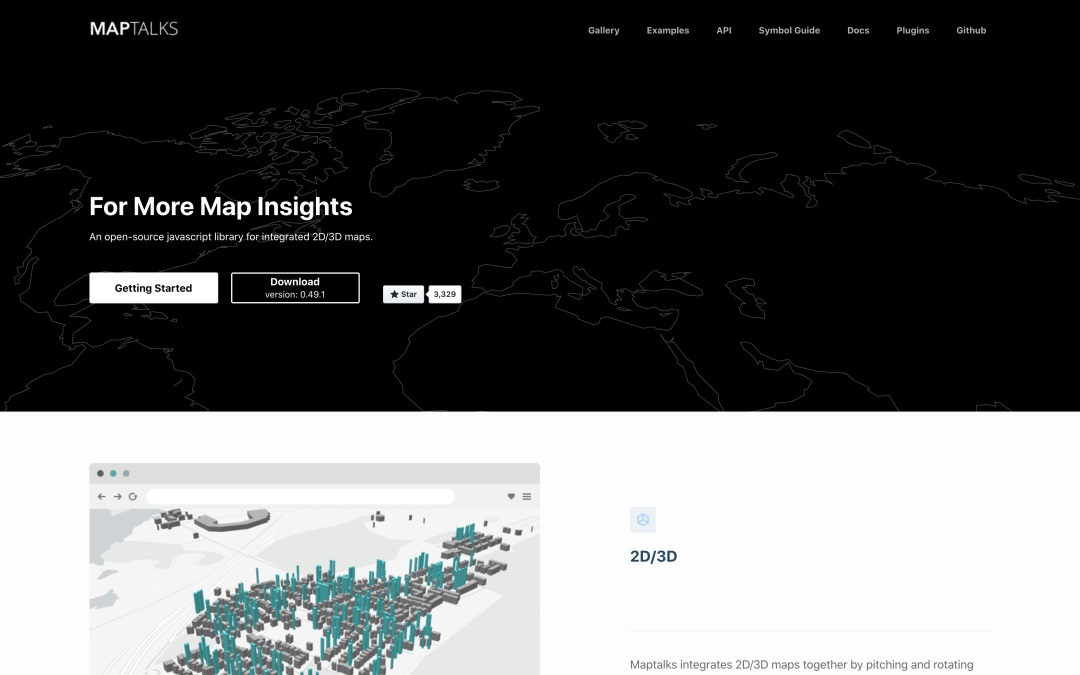 MAPTALKS
Gallery Examples API Symbol Guide Docs Plugins Github
For More Map Insights
An open-source javascript library for integrated 2D/3D maps.
Getting Started
Download
version: 0.49.1
Star 3,329
2D/3D
Maptalks integrates 2D/3D maps together by pitching and rotating